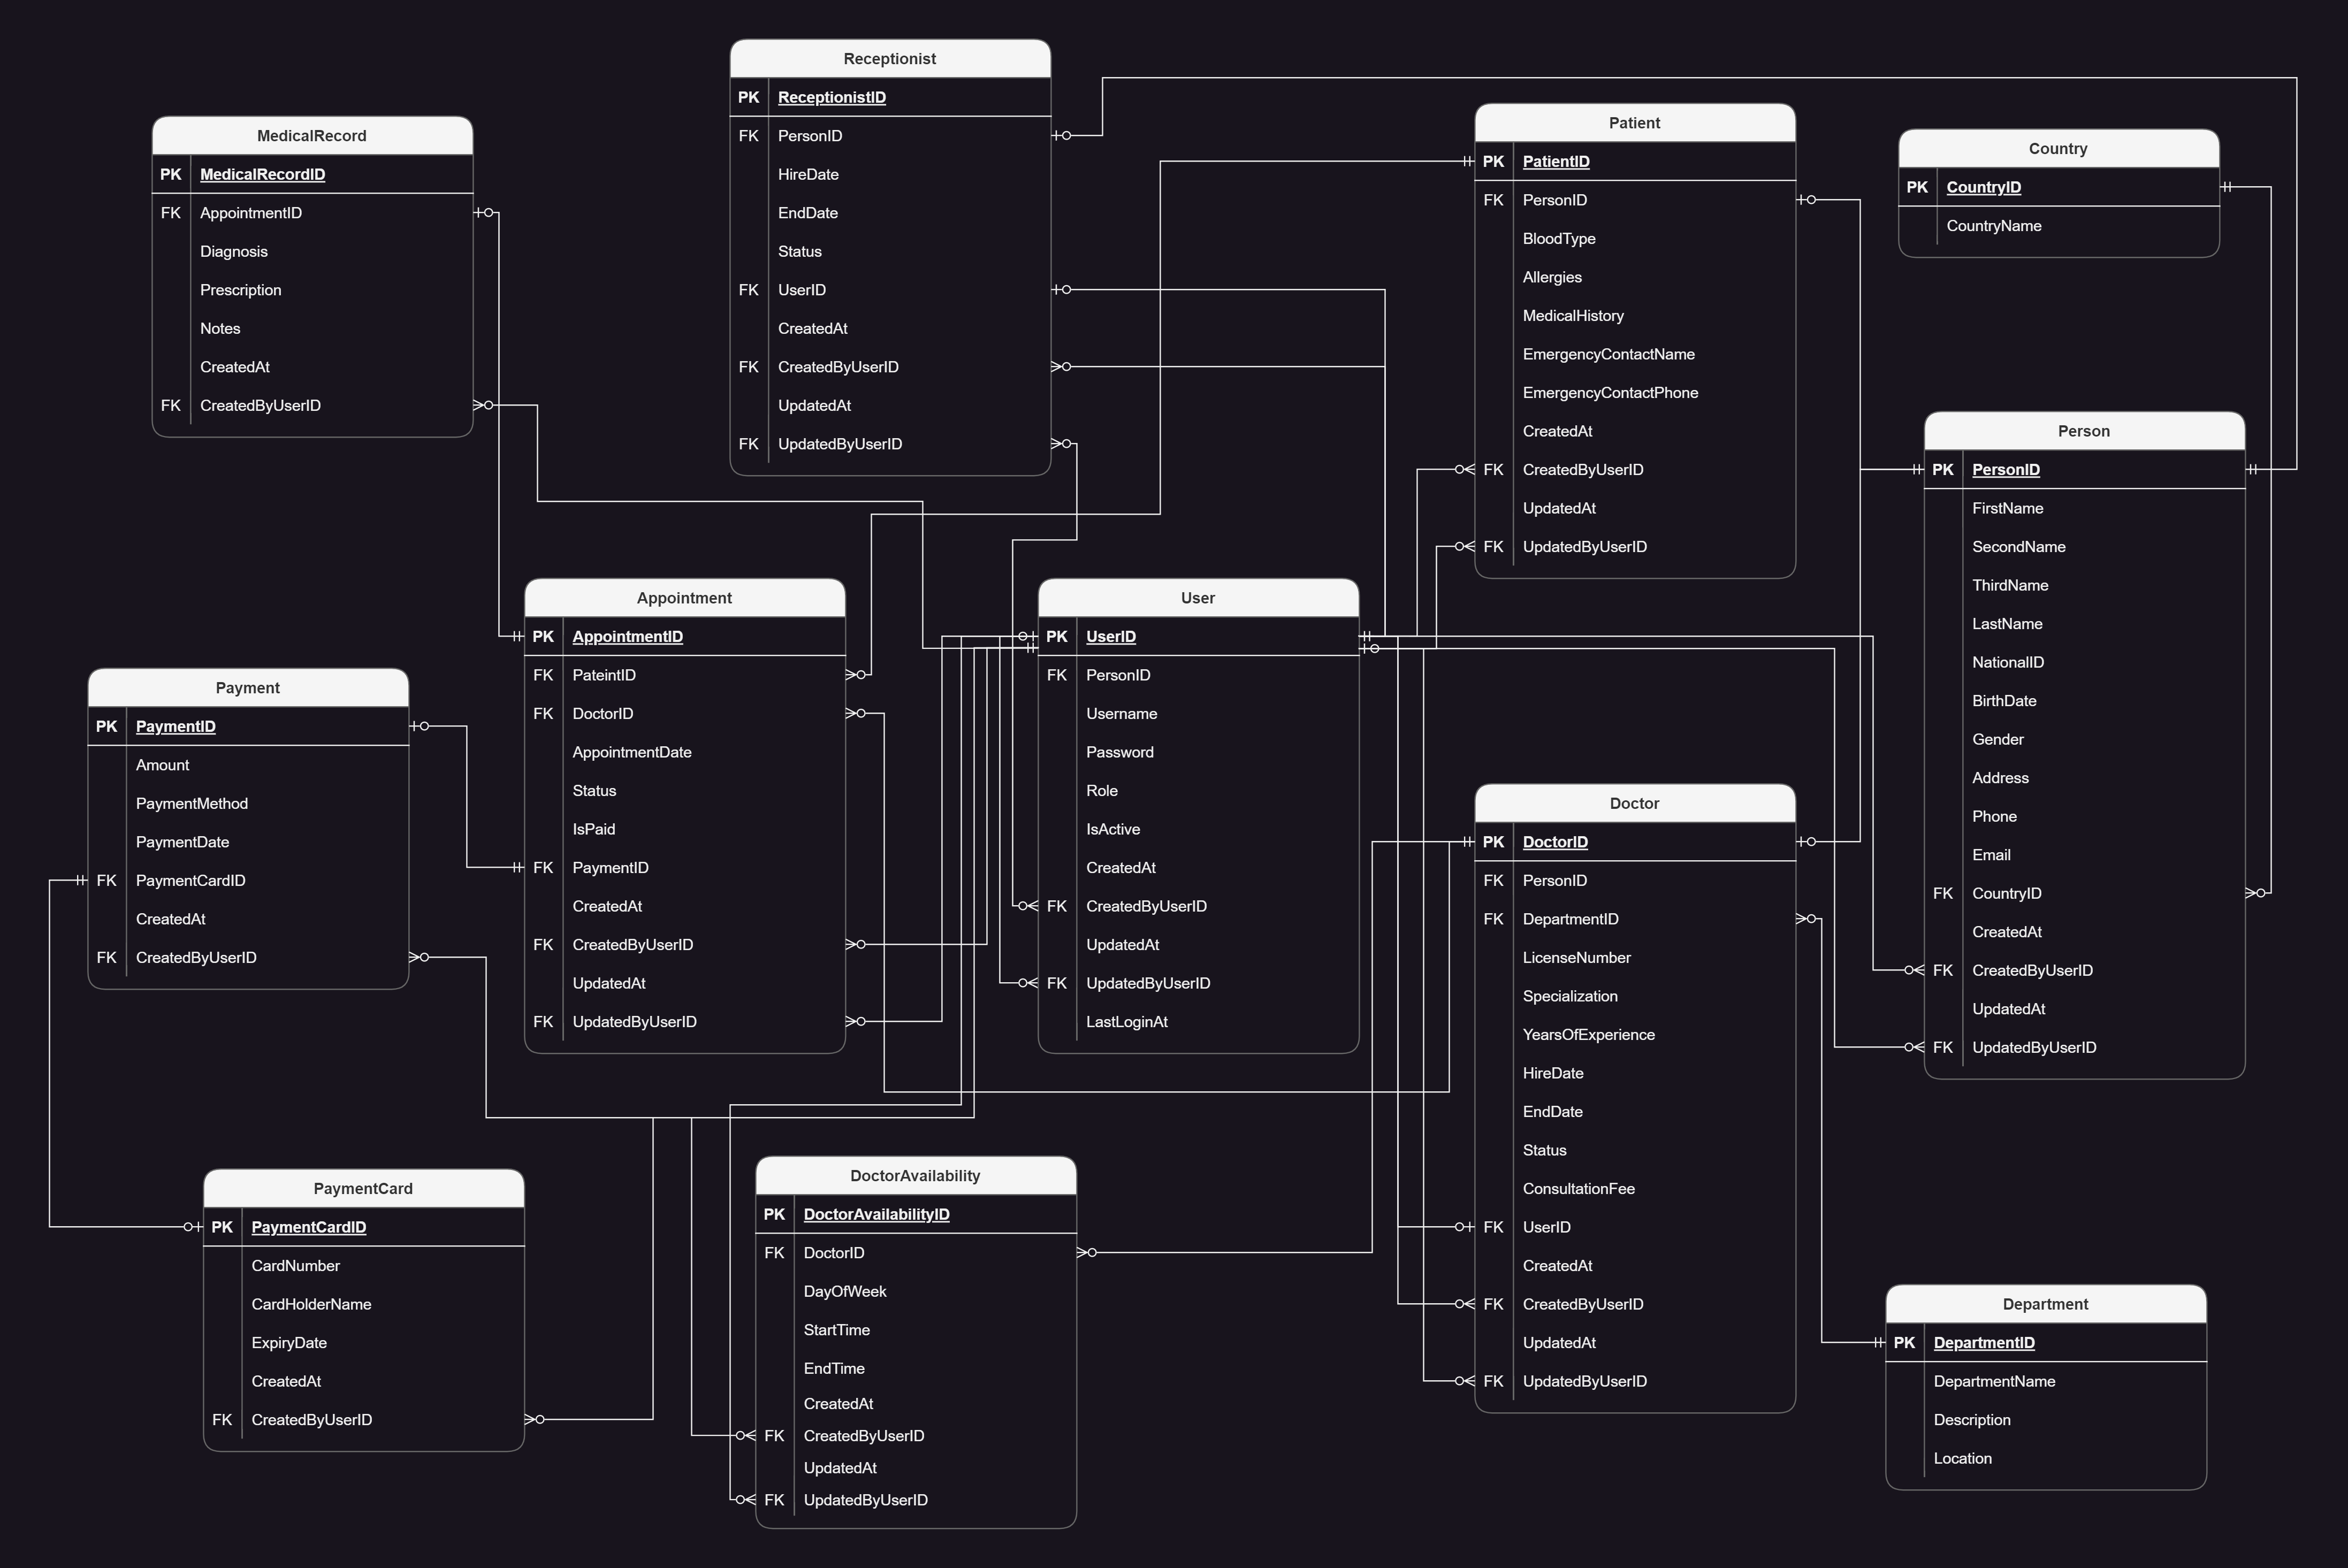 Receptionist
PK ReceptionistID
FK PersonID
HireDate
EndDate
Status
FK UserID
CreatedAt
FK CreatedByUserID
UpdatedAt
FK UpdatedByUserID
Patient
PK PatientID
FK PersonID
BloodType
Allergies
MedicalHistory
EmergencyContactName
EmergencyContactPhone
CreatedAt
FK CreatedByUserID
UpdatedAt
FK UpdatedByUserID
MedicalRecord
PK MedicalRecordID
FK AppointmentID
Diagnosis
Prescription
Notes
CreatedAt
FK CreatedByUserID
Country
PK CountryID
CountryName
Person
PK PersonID
FirstName
SecondName
ThirdName
LastName
NationalID
BirthDate
Gender
Address
Phone
Email
FK CountryID
CreatedAt
FK CreatedByUserID
UpdatedAt
FK UpdatedByUserID
Appointment
PK AppointmentID
FK PateintID
FK DoctorID
AppointmentDate
Status
IsPaid
FK PaymentID
CreatedAt
FK CreatedByUserID
UpdatedAt
FK UpdatedByUserID
User
PK UserID
FK PersonID
Username
Password
Role
IsActive
CreatedAt
FK CreatedByUserID
UpdatedAt
FK UpdatedByUserID
LastLoginAt
Payment
PK PaymentID
Amount
PaymentMethod
PaymentDate
FK PaymentCardID
CreatedAt
FK CreatedByUserID
Doctor
PK DoctorID
FK PersonID
FK DepartmentID
LicenseNumber
Specialization
YearsOfExperience
HireDate
EndDate
Status
ConsultationFee
FK UserID
CreatedAt
FK CreatedByUserID
UpdatedAt
FK UpdatedByUserID
PaymentCard
PK PaymentCardID
CardNumber
CardHolderName
ExpiryDate
CreatedAt
FK CreatedByUserID
DoctorAvailability
PK DoctorAvailabilityID
FK DoctorID
DayOfWeek
StartTime
EndTime
CreatedAt
FK CreatedByUserID
UpdatedAt
FK UpdatedByUserID
Department
PK DepartmentID
DepartmentName
Description
Location